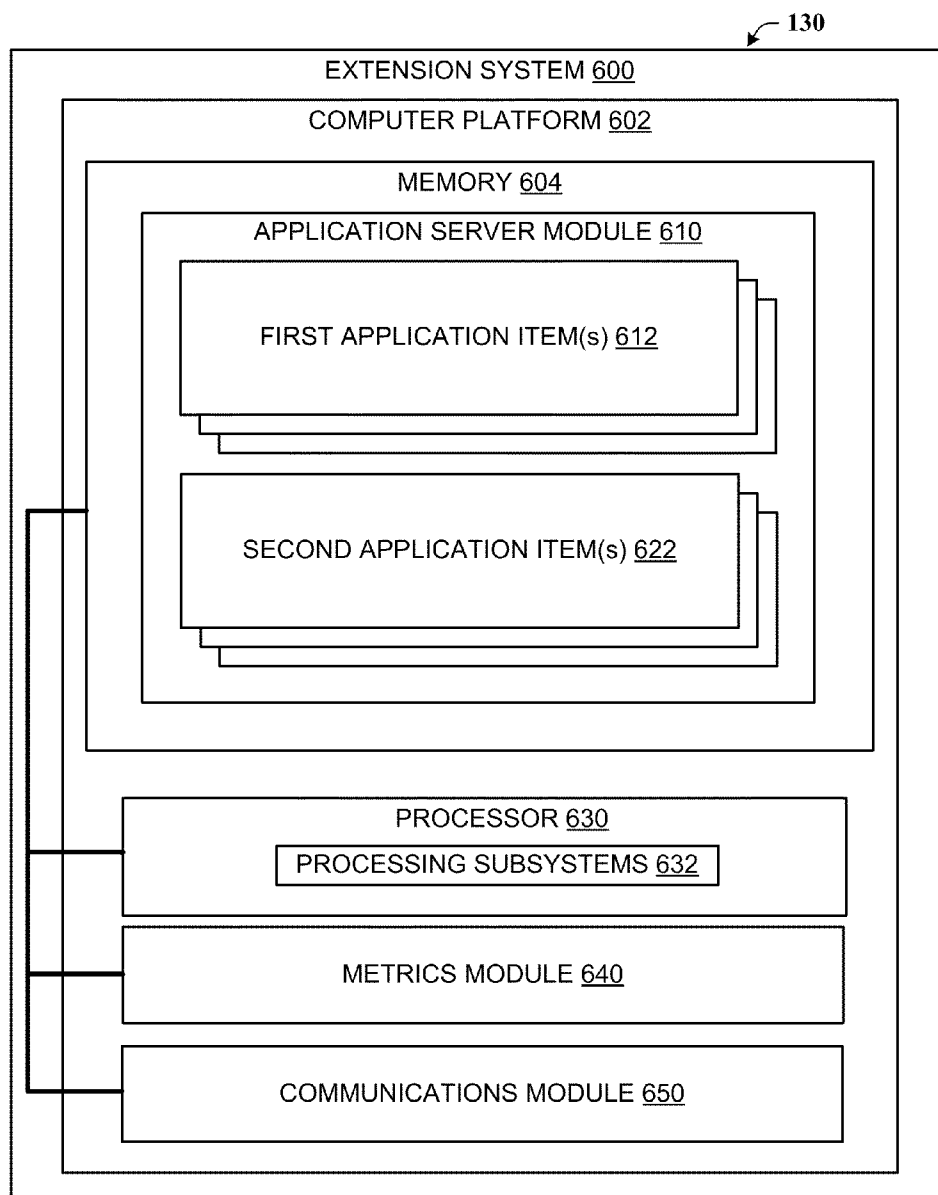 130
EXTENSION SYSTEM 600
COMPUTER PLATFORM 602
MEMORY 604
APPLICATION SERVER MODULE 610
FIRST APPLICATION ITEM(s) 612
SECOND APPLICATION ITEM(s) 622
PROCESSOR 630
PROCESSING SUBSYSTEMS 632
METRICS MODULE 640
COMMUNICATIONS MODULE 650